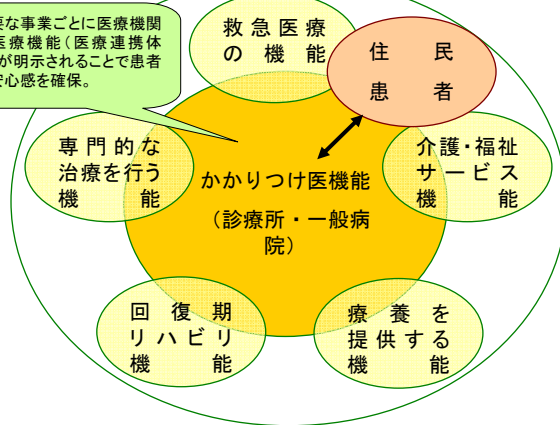 要な事業ごとに医療機関
医療機能(医療連携体
が明示されることで患者
安心感を確保。
救急医療
の機能
住民
患者
専門的な
治療を行う
機能
介護・福祉
サービス
機能
かかりつけ医機能
(診療所・一般病
院)
回復期
リハビリ
機能
療養を
提供する
機能